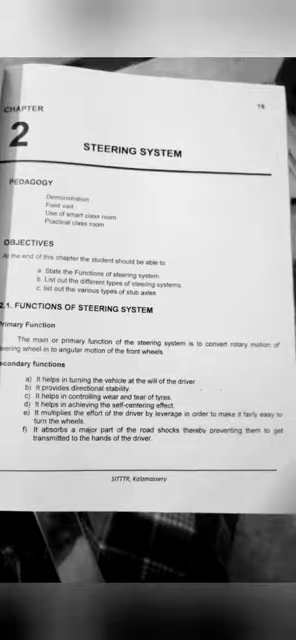 18
CHAPTER
2
STEERING SYSTEM
PEDAGOGY
Demonstration
Field visit
Use of smart class room
Practical class room
OBJECTIVES
At the end of this chapter the student should be able to
a. State the Functions of steering system
b. List out the different types of steering systems
c. list out the various types of stub axles
2.1. FUNCTIONS OF STEERING SYSTEM
Primary Function
The main or primary function of the steering system is to convert rotary motion of
teering wheel in to angular motion of the front wheels.
econdary functions
a) It helps in turning the vehicle at the will of the driver
b) It provides directional stability.
c) It helps in controlling wear and tear of tyres.
d) It helps in achieving the self-centering effect.
e) It multiplies the effort of the driver by leverage in order to make it fairly easy to
turn the wheels.
f) It absorbs a major part of the road shocks thereby preventing them to get
transmitted to the hands of the driver.
SITTTR, Kalamassery